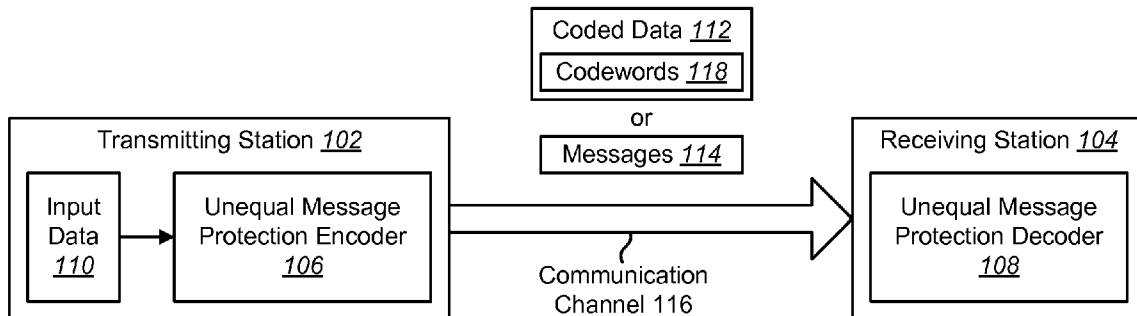 Coded Data 112
Codewords 118
or
Messages 114
Transmitting Station 102
Input
Data
110
Unequal Message
Protection Encoder
106
Communication
Channel 116
Receiving Station 104
Unequal Message
Protection Decoder
108